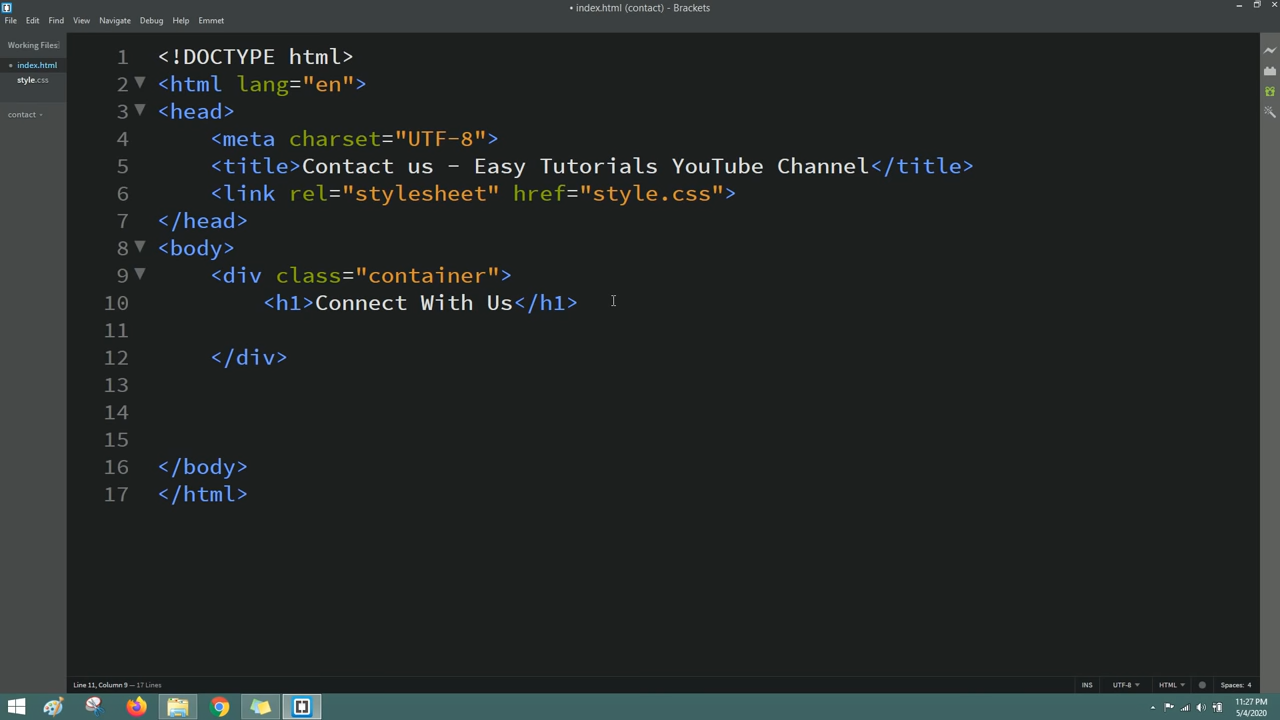 • index.html (contact) - Brackets
File Edit Find View Navigate Debug Help Emmet
Working Files
• index.html
style.css
contact
1 <!DOCTYPE html>
2 <html lang="en">
3 <head>
4 <meta charset="UTF-8">
5 <title>Contact us - Easy Tutorials YouTube Channel</title>
6 <link rel="stylesheet" href="style.css">
7 </head>
8 <body>
9 <div class="container">
10 <h1>Connect With Us</h1>
11
12 </div>
13
14
15
16 </body>
17 </html>
Line 11, Column 9 — 17 Lines
INS UTF-8 HTML Spaces: 4
11:27 PM
5/4/2020